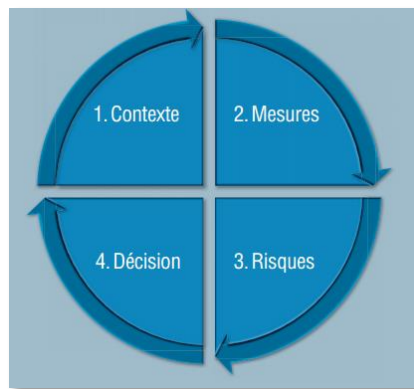 1. Contexte
2. Mesures
4. Décision
3. Risques